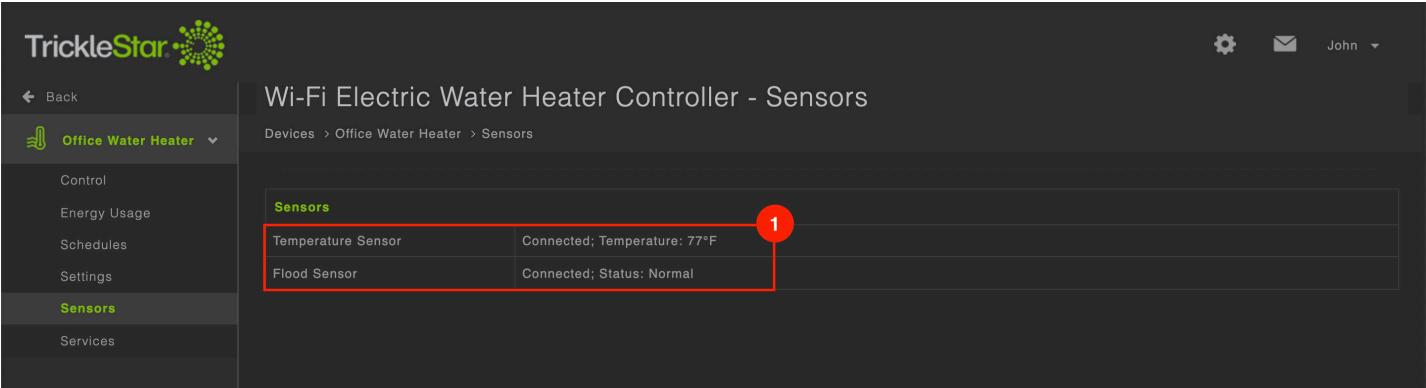 TrickleStar
John
Back
Wi-Fi Electric Water Heater Controller - Sensors
Office Water Heater
Devices > Office Water Heater > Sensors
Control
Energy Usage
Schedules
Settings
Sensors
Services
Sensors
1
Temperature Sensor Connected; Temperature: 77°F
Flood Sensor Connected; Status: Normal